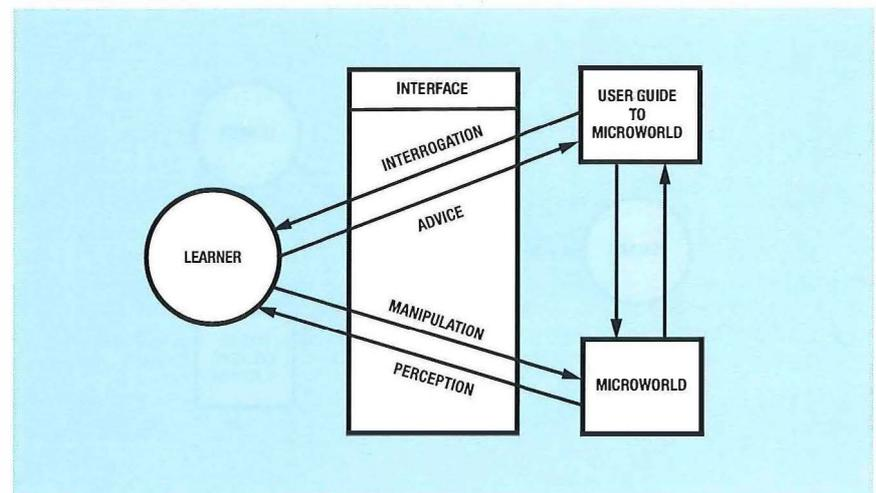 INTERFACE
USER GUIDE
TO
MICROWORLD
INTERROGATION
ADVICE
LEARNER
MANIPULATION
PERCEPTION
MICROWORLD